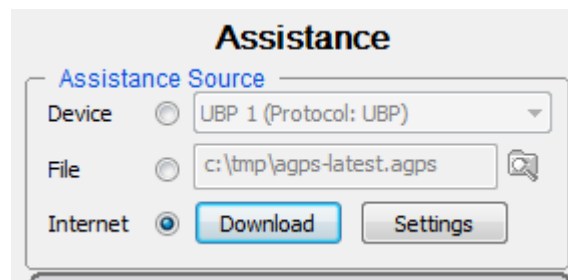 Assistance
Assistance Source
Device UBP 1 (Protocol: UBP)
File c:\tmp\agps-latest.agps
Internet Download Settings